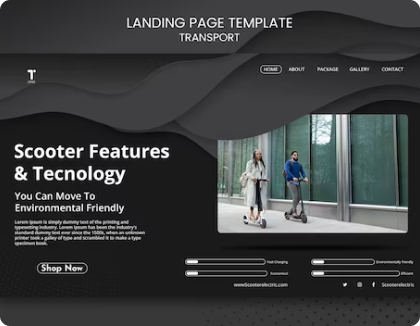 LANDING PAGE TEMPLATE
TRANSPORT
T
HOME ABOUT PACKAGE GALLERY CONTACT
Scooter Features
& Tecnology
You Can Move To
Environmental Friendly
Lorem Ipsum is simply dummy text of the printing and
typesetting industry. Lorem Ipsum has been the industry's
standard dummy text ever since the 1500s, when an unknown
printer took a galley of type and scrambled it to make a type
specimen book.
Shop Now
Fast Charging
Environmentally Friendly
Economical
Efficient
www.Scooterelectric.com
Scooterelectric